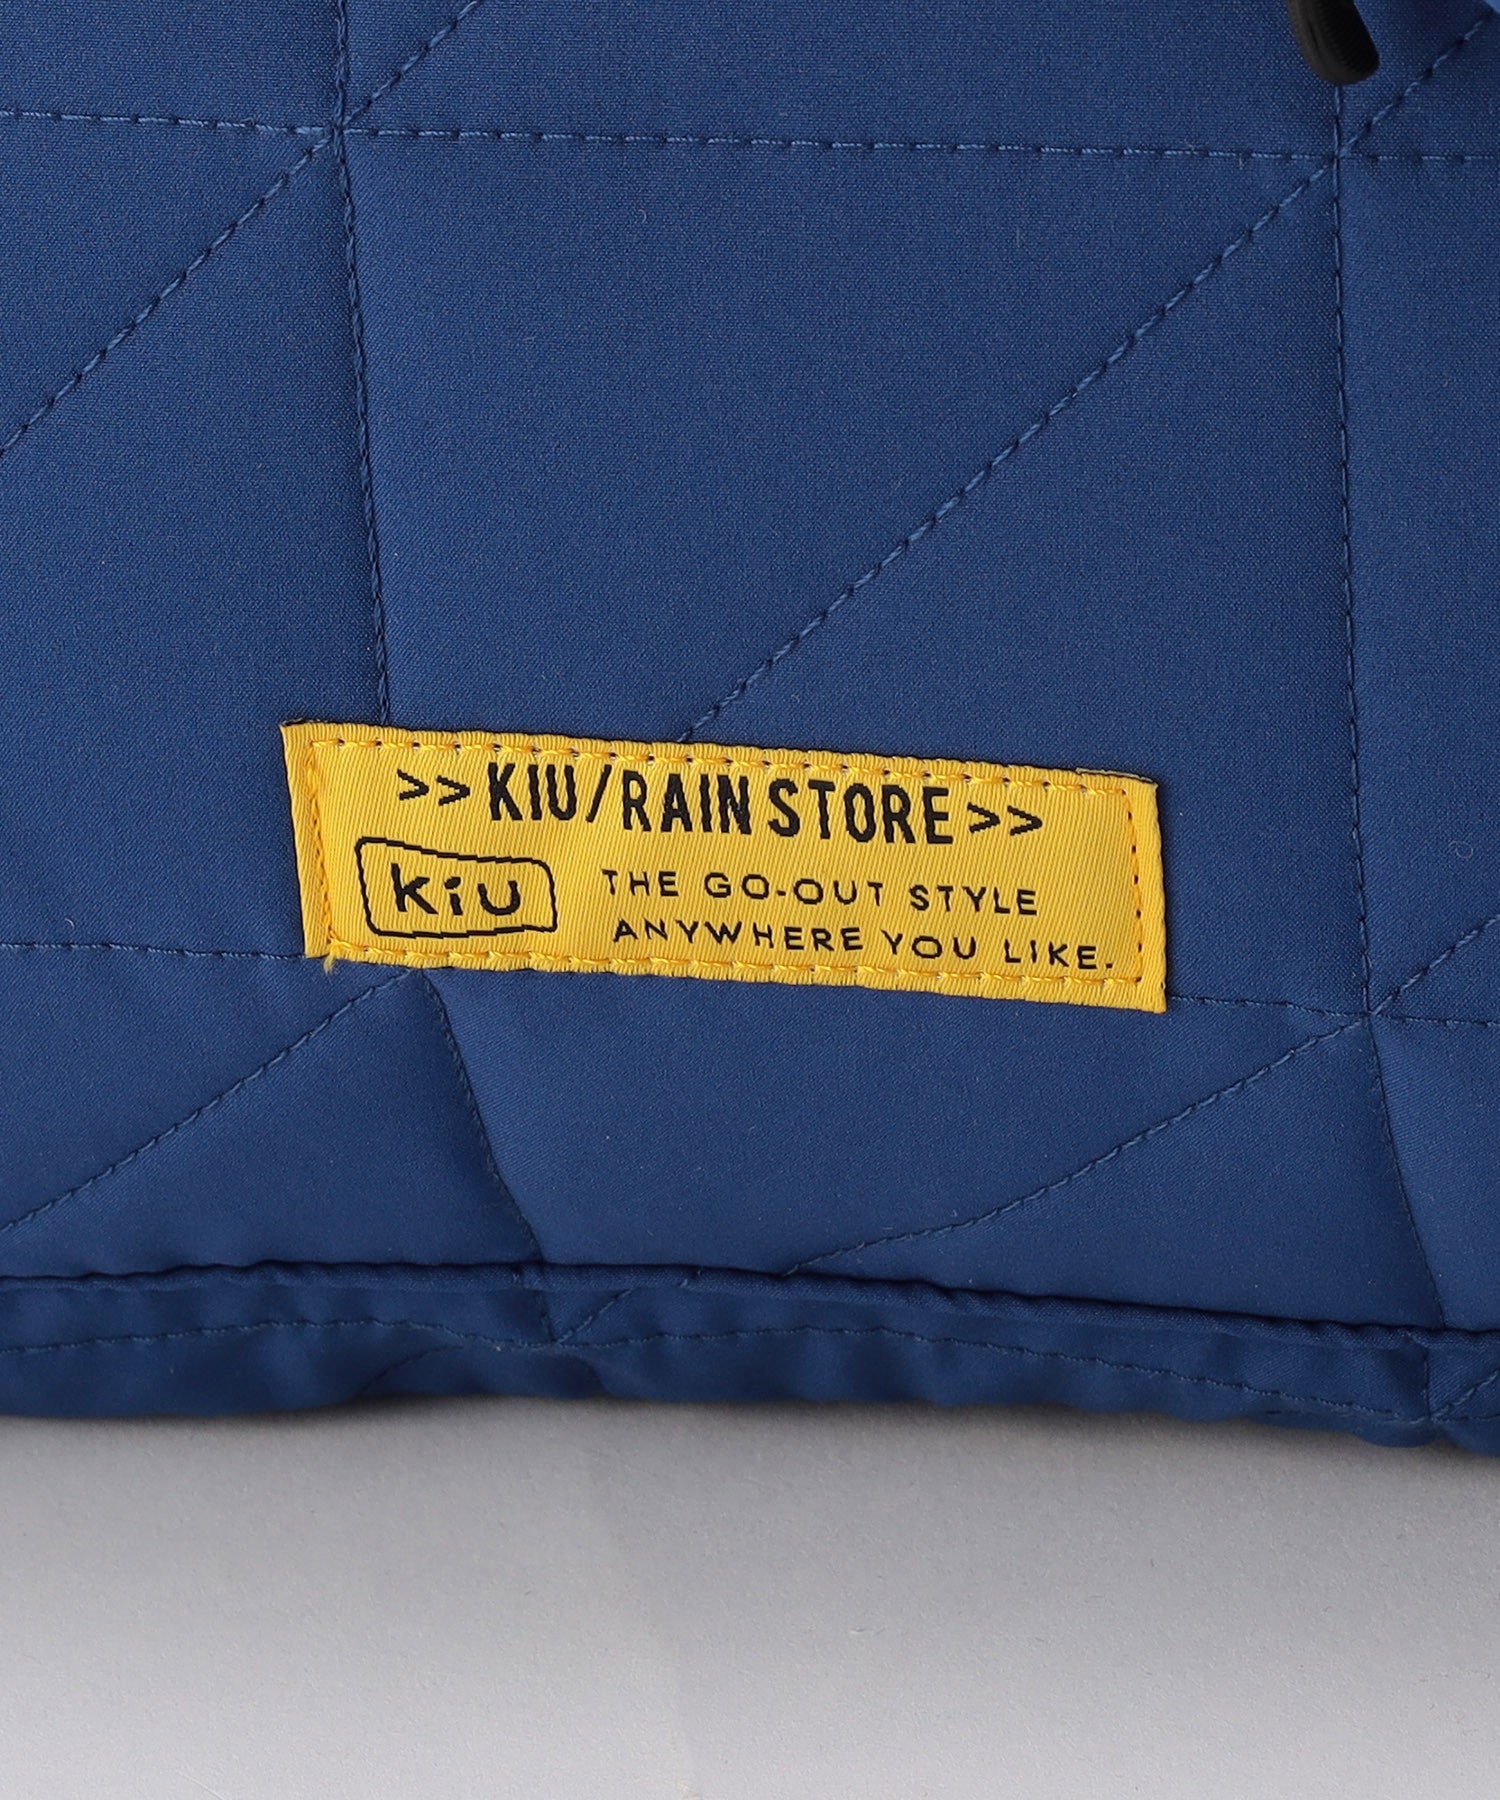 >> KIU/RAIN STORE >>
kiu
THE GO-OUT STYLE
ANYWHERE YOU LIKE.